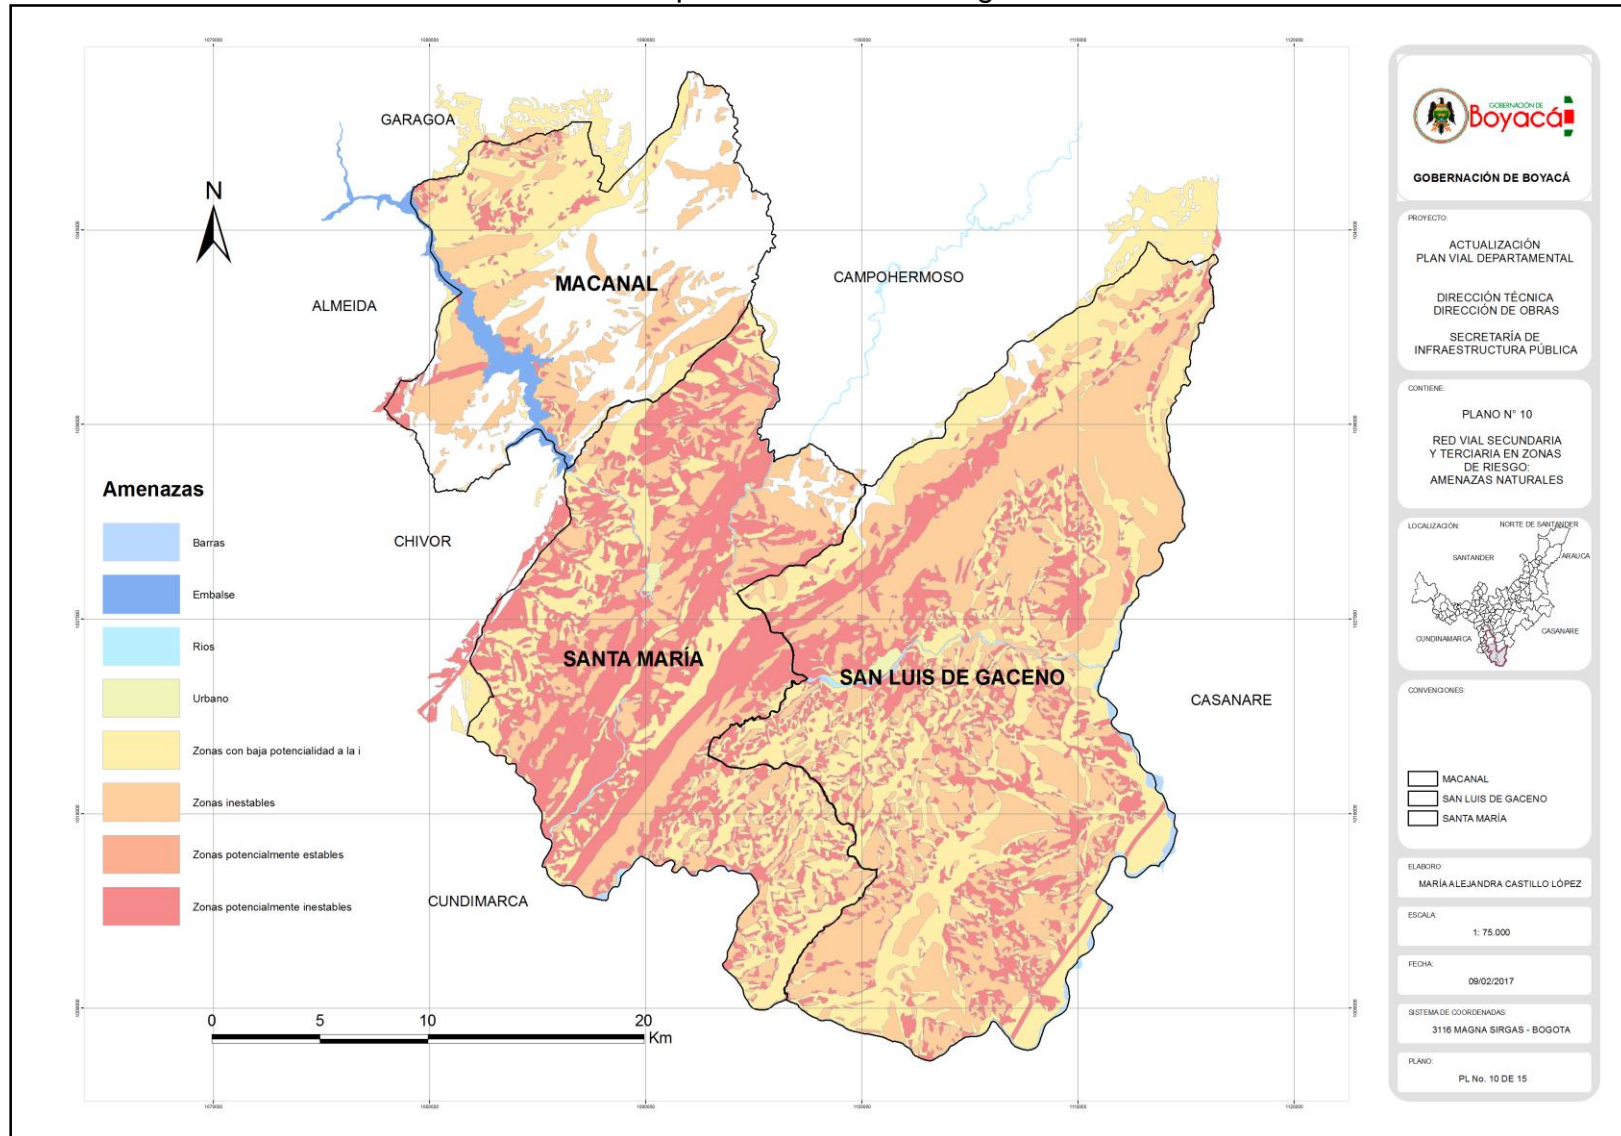 GARAGOA
N
ALMEIDA
MACANAL
CAMPOHERMOSO
CHIVOR
SANTA MARÍA
SAN LUIS DE GACENO
CASANARE
CUNDIMARCA
Amenazas
Barras
Embalse
Rios
Urbano
Zonas con baja potencialidad a la i
Zonas inestables
Zonas potencialmente estables
Zonas potencialmente inestables
0 5 10 20
Km
GOBERNACIÓN DE
Boyacá
GOBERNACIÓN DE BOYACÁ
PROYECTO:
ACTUALIZACIÓN
PLAN VIAL DEPARTAMENTAL
DIRECCIÓN TÉCNICA
DIRECCIÓN DE OBRAS
SECRETARÍA DE
INFRAESTRUCTURA PÚBLICA
CONTIENE:
PLANO N° 10
RED VIAL SECUNDARIA
Y TERCIARIA EN ZONAS
DE RIESGO:
AMENAZAS NATURALES
LOCALIZACIÓN:
NORTE DE SANTANDER
SANTANDER
ARAUCA
CUNDINAMARCA
CASANARE
CONVENCIONES:
MACANAL
SAN LUIS DE GACENO
SANTA MARÍA
ELABORO:
MARÍA ALEJANDRA CASTILLO LÓPEZ
ESCALA:
1: 75.000
FECHA:
09/02/2017
SISTEMA DE COORDENADAS:
3116 MAGNA SIRGAS - BOGOTA
PLANO:
PL No. 10 DE 15